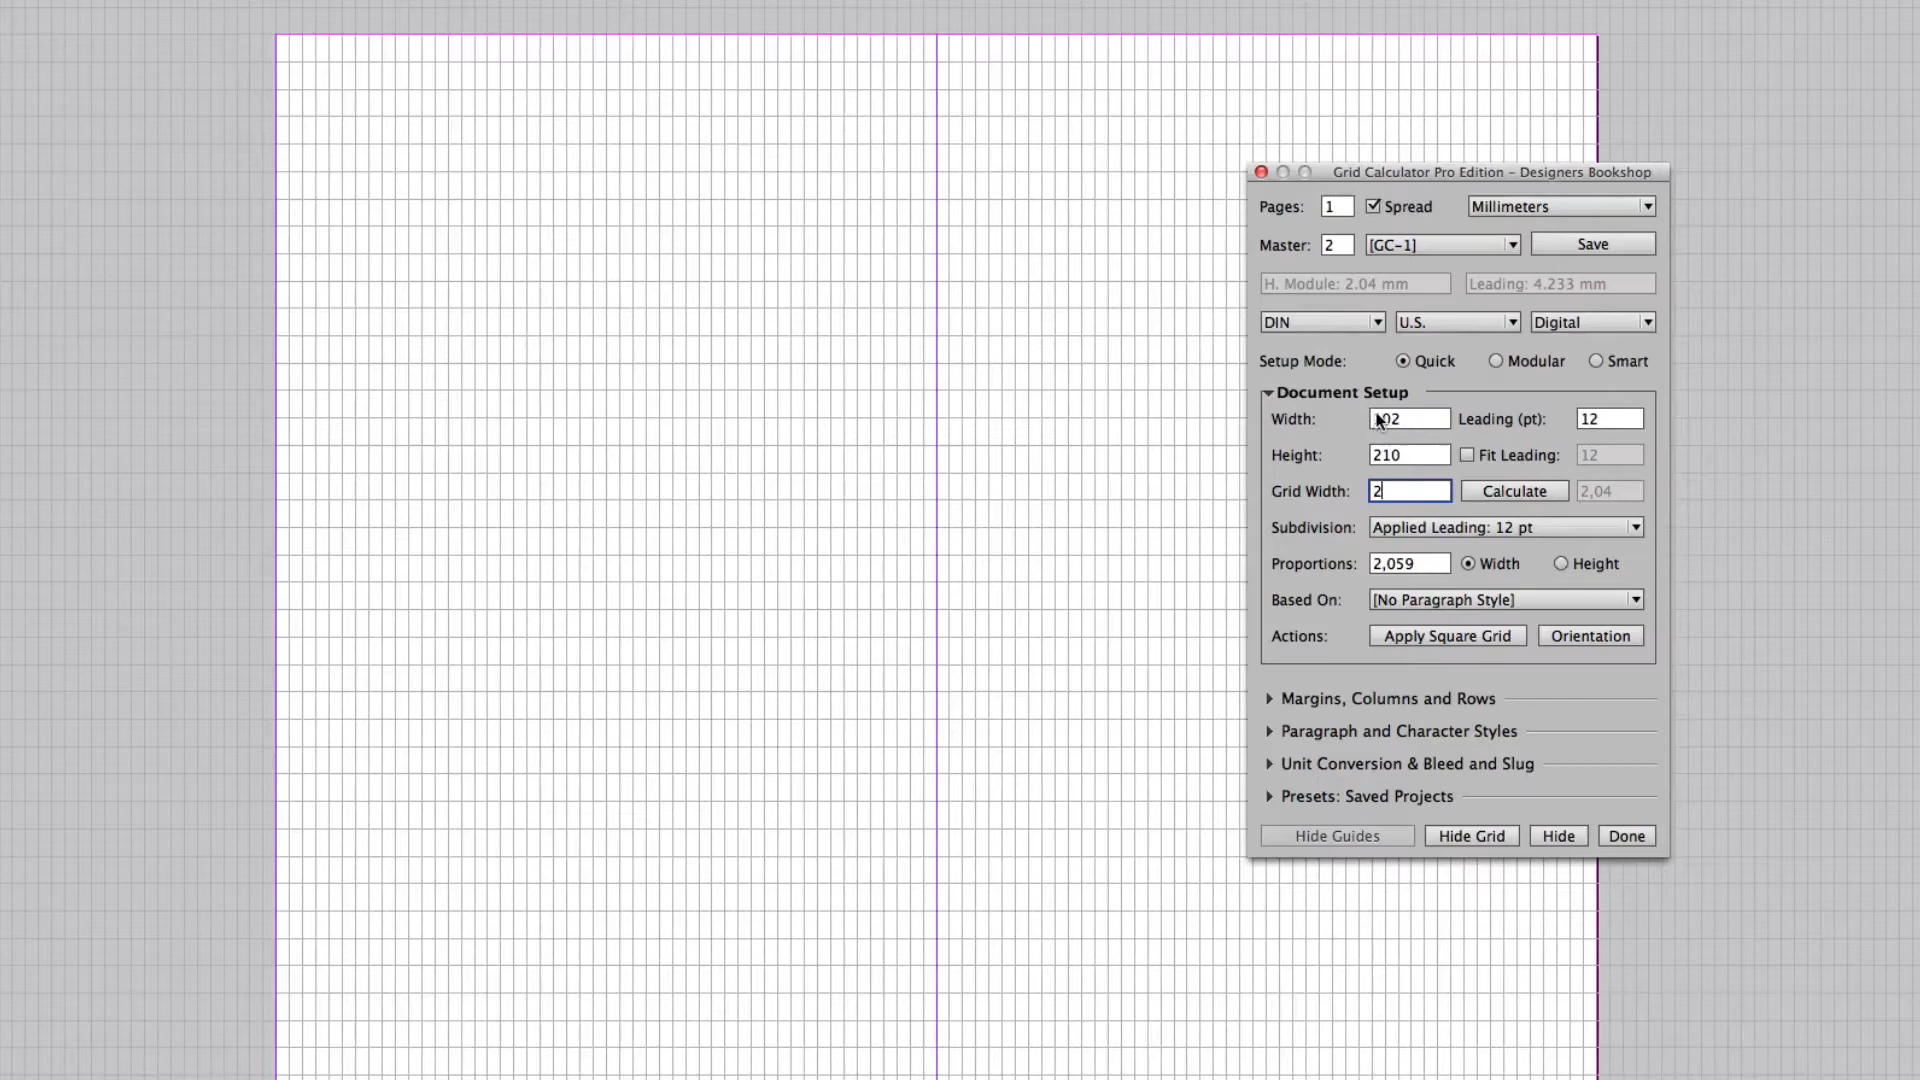 Grid Calculator Pro Edition – Designers Bookshop
Pages: 1 Spread Millimeters
Master: 2 [GC-1] Save
H. Module: 2.04 mm Leading: 4.233 mm
DIN U.S. Digital
Setup Mode: Quick Modular Smart
Document Setup
Width: Leading (pt): 12
Height: 210 Fit Leading: 12
Grid Width: 2 Calculate 2,04
Subdivision: Applied Leading: 12 pt
Proportions: 2,059 Width Height
Based On: [No Paragraph Style]
Actions: Apply Square Grid Orientation
Margins, Columns and Rows
Paragraph and Character Styles
Unit Conversion & Bleed and Slug
Presets: Saved Projects
Hide Guides Hide Grid Hide Done